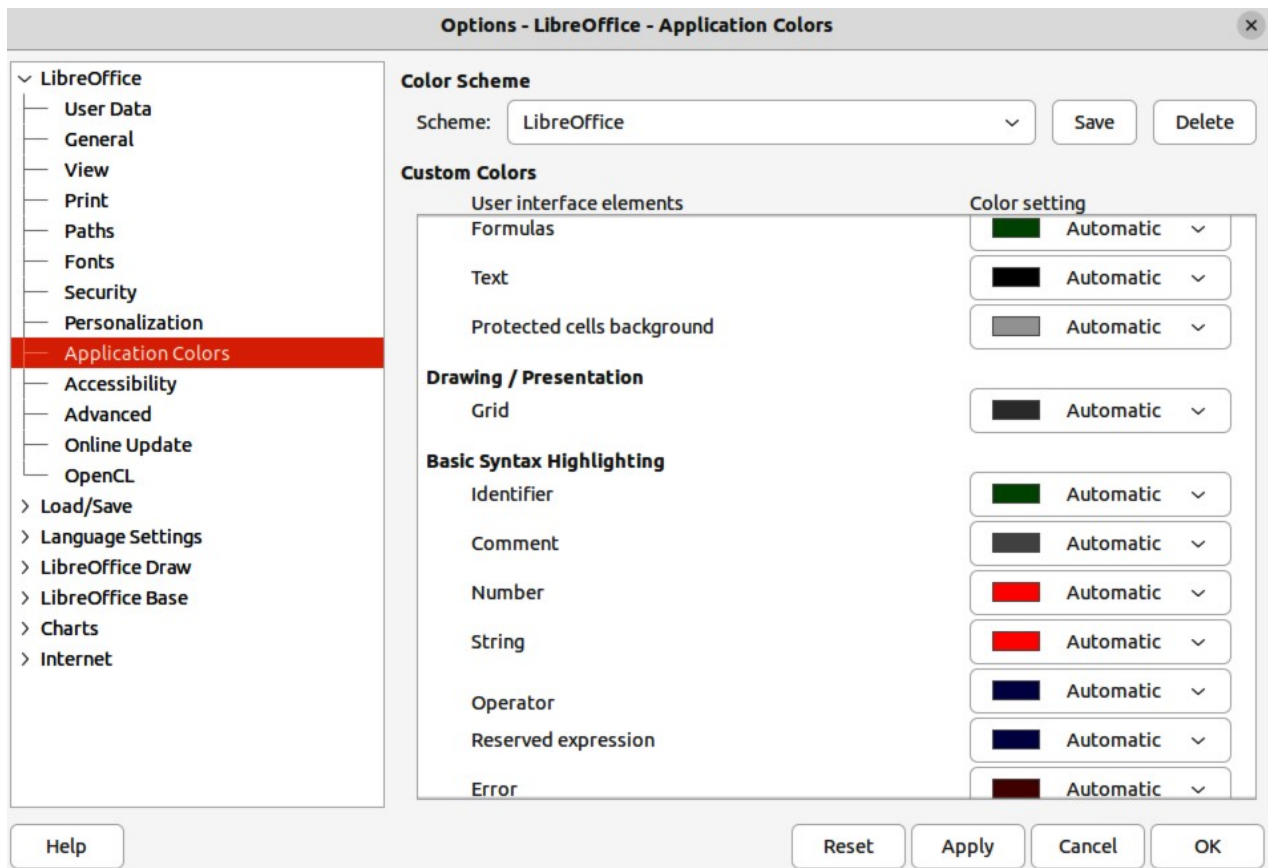 Options - LibreOffice - Application Colors
LibreOffice
User Data
General
View
Print
Paths
Fonts
Security
Personalization
Application Colors
Accessibility
Advanced
Online Update
OpenCL
Load/Save
Language Settings
LibreOffice Draw
LibreOffice Base
Charts
Internet
Color Scheme
Scheme: LibreOffice Save Delete
Custom Colors
User interface elements Color setting
Formulas Automatic
Text Automatic
Protected cells background Automatic
Drawing / Presentation
Grid Automatic
Basic Syntax Highlighting
Identifier Automatic
Comment Automatic
Number Automatic
String Automatic
Operator Automatic
Reserved expression Automatic
Error Automatic
Help Reset Apply Cancel OK